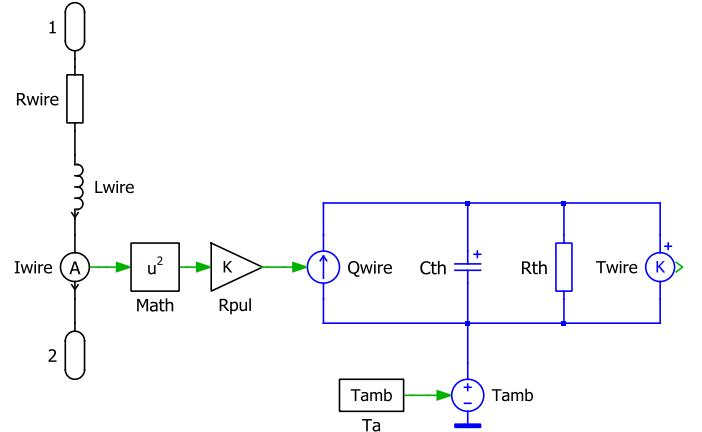 1
Rwire
Lwire
Iwire
A
u²
Math
K
Rpul
Qwire
Cth
+
Rth
Twire
K
+
2
Tamb
Ta
+
−
Tamb